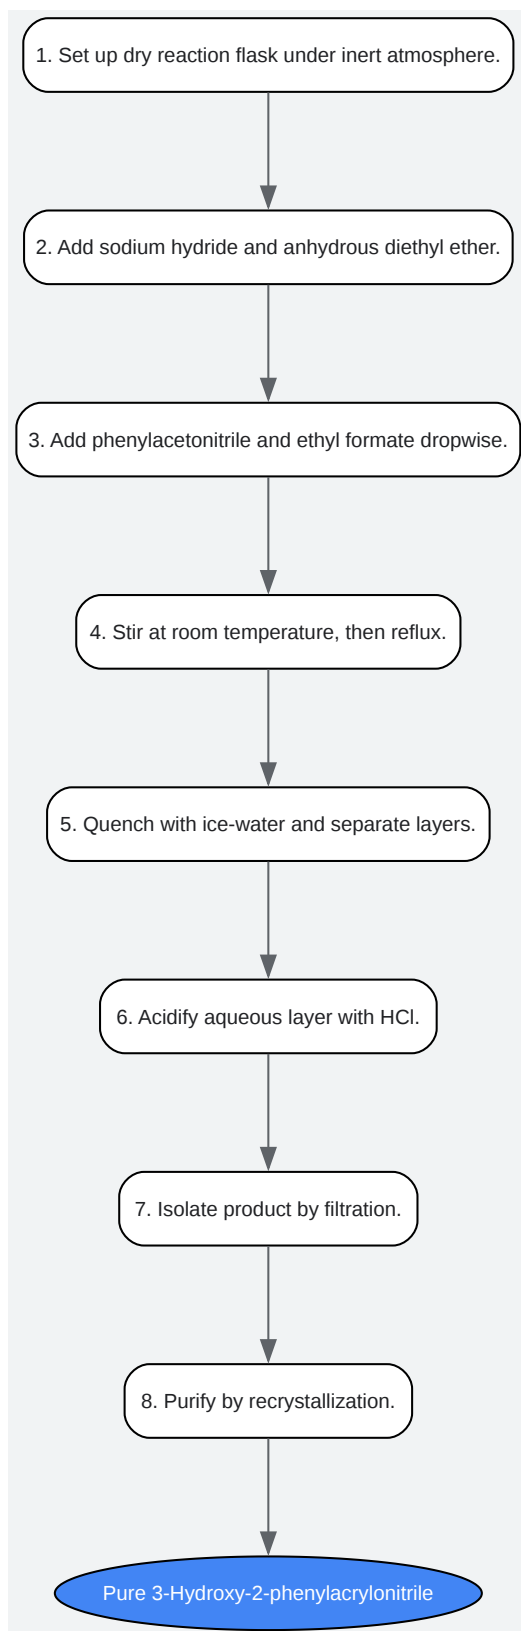 1. Set up dry reaction flask under inert atmosphere.
2. Add sodium hydride and anhydrous diethyl ether.
3. Add phenylacetonitrile and ethyl formate dropwise.
4. Stir at room temperature, then reflux.
5. Quench with ice-water and separate layers.
6. Acidify aqueous layer with HCl.
7. Isolate product by filtration.
8. Purify by recrystallization.
Pure 3-Hydroxy-2-phenylacrylonitrile